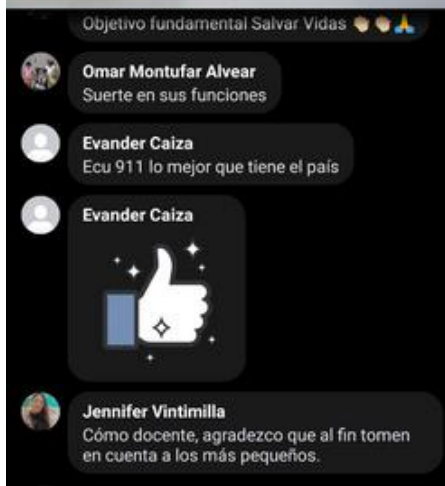 Objetivo fundamental Salvar Vidas 👏🏻👏🏻🙏
Omar Montufar Alvear
Suerte en sus funciones
Evander Caiza
Ecu 911 lo mejor que tiene el país
Evander Caiza
Jennifer Vintimilla
Cómo docente, agradezco que al fin tomen
en cuenta a los más pequeños.